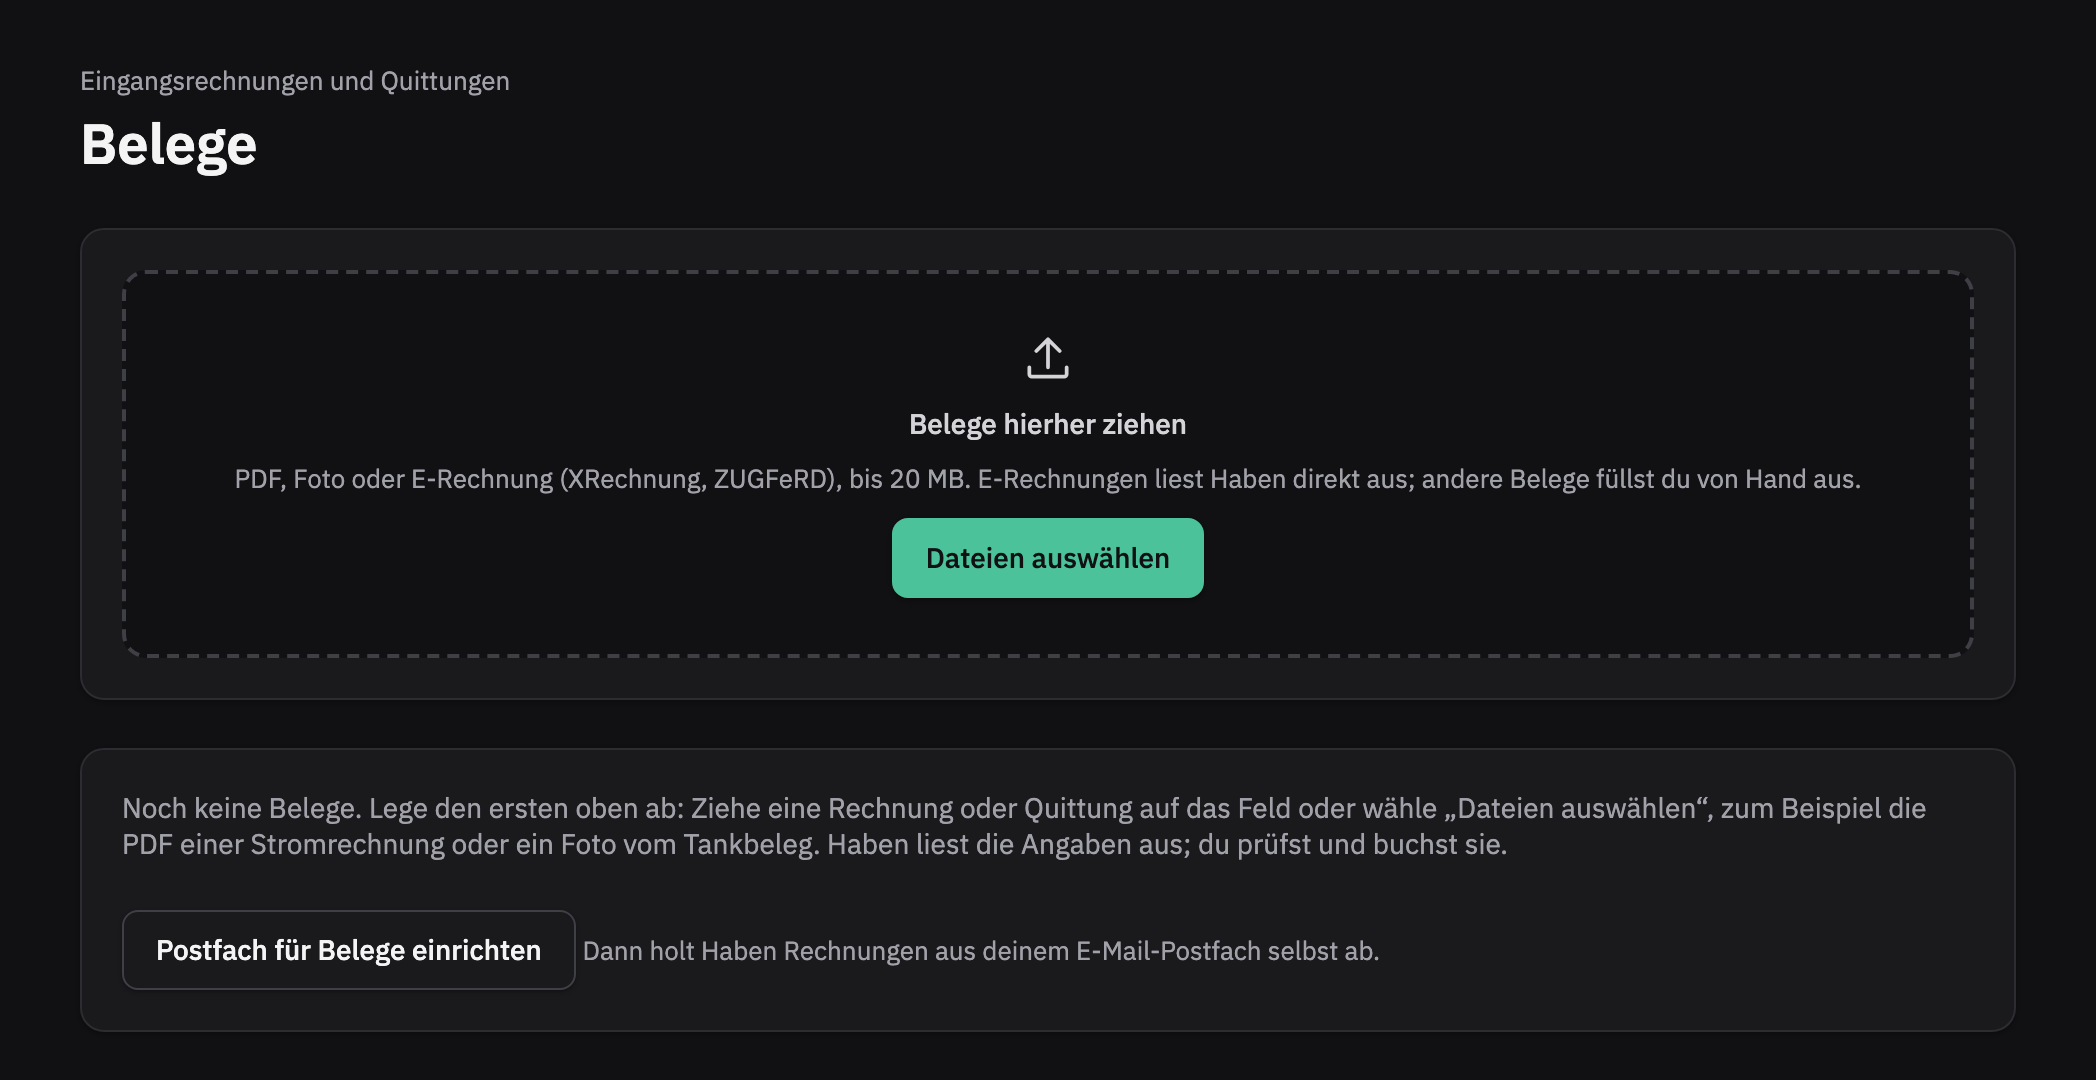 Eingangsrechnungen und Quittungen
Belege
Belege hierher ziehen
PDF, Foto oder E-Rechnung (XRechnung, ZUGFeRD), bis 20 MB. E-Rechnungen liest Haben direkt aus; andere Belege füllst du von Hand aus.
Dateien auswählen
Noch keine Belege. Lege den ersten oben ab: Ziehe eine Rechnung oder Quittung auf das Feld oder wähle „Dateien auswählen“, zum Beispiel die
PDF einer Stromrechnung oder ein Foto vom Tankbeleg. Haben liest die Angaben aus; du prüfst und buchst sie.
Postfach für Belege einrichten Dann holt Haben Rechnungen aus deinem E-Mail-Postfach selbst ab.